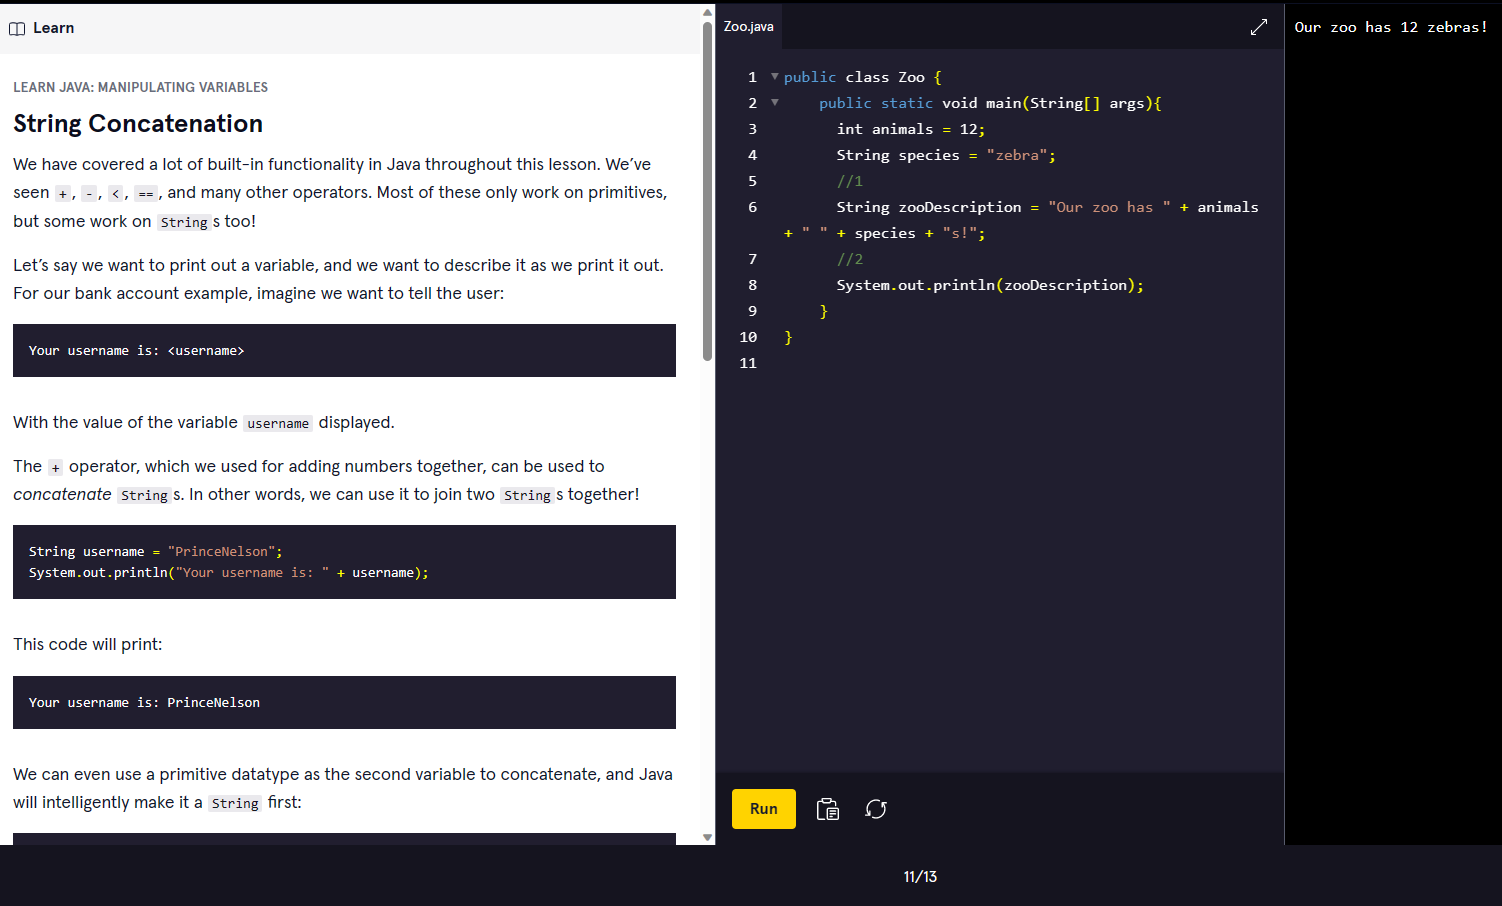 Learn
LEARN JAVA: MANIPULATING VARIABLES
String Concatenation
We have covered a lot of built-in functionality in Java throughout this lesson. We’ve
seen +, -, <, ==, and many other operators. Most of these only work on primitives,
but some work on Strings too!
Let’s say we want to print out a variable, and we want to describe it as we print it out.
For our bank account example, imagine we want to tell the user:
Your username is: <username>
With the value of the variable username displayed.
The + operator, which we used for adding numbers together, can be used to
concatenate Strings. In other words, we can use it to join two Strings together!
String username = "PrinceNelson";
System.out.println("Your username is: " + username);
This code will print:
Your username is: PrinceNelson
We can even use a primitive datatype as the second variable to concatenate, and Java
will intelligently make it a String first:
Zoo.java
1 public class Zoo {
2 public static void main(String[] args){
3 int animals = 12;
4 String species = "zebra";
5 //1
6 String zooDescription = "Our zoo has " + animals
+ " " + species + "s!";
7 //2
8 System.out.println(zooDescription);
9 }
10 }
11
Run
Our zoo has 12 zebras!
11/13